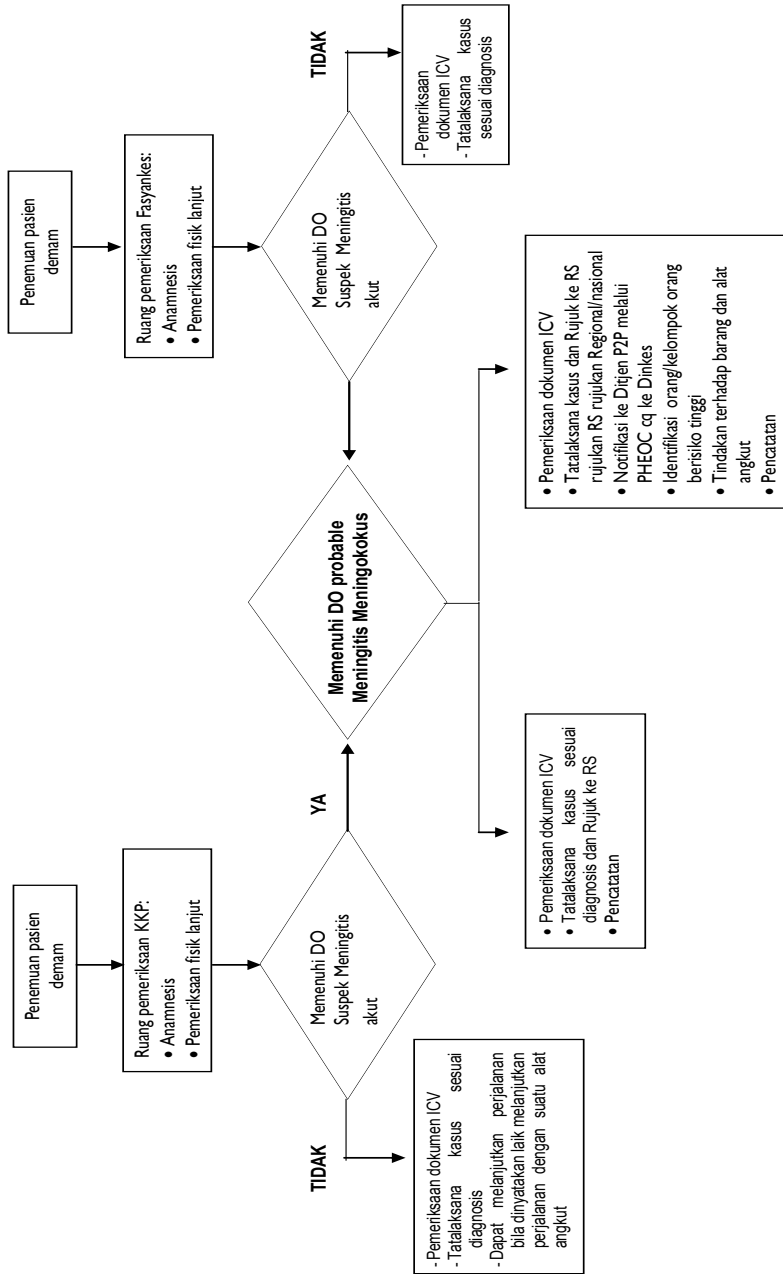 Penemuan pasien
demam
Ruang pemeriksaan KKP:
• Anamnesis
• Pemeriksaan fisik lanjut
Memenuhi DO
Suspek Meningitis
akut
TIDAK
YA
- Pemeriksaan dokumen ICV
- Tatalaksana kasus sesuai
diagnosis
- Dapat melanjutkan perjalanan
bila dinyatakan laik melanjutkan
perjalanan dengan suatu alat
angkut
Memenuhi DO probable
Meningitis Meningokokus
• Pemeriksaan dokumen ICV
• Tatalaksana kasus sesuai
diagnosis dan Rujuk ke RS
• Pencatatan
• Pemeriksaan dokumen ICV
• Tatalaksana kasus dan Rujuk ke RS
rujukan RS rujukan Regional/nasional
• Notifikasi ke Ditjen P2P melalui
PHEOC cq ke Dinkes
• Identifikasi orang/kelompok orang
berisiko tinggi
• Tindakan terhadap barang dan alat
angkut
• Pencatatan
Penemuan pasien
demam
Ruang pemeriksaan Fasyankes:
• Anamnesis
• Pemeriksaan fisik lanjut
Memenuhi DO
Suspek Meningitis
akut
TIDAK
- Pemeriksaan
dokumen ICV
- Tatalaksana kasus
sesuai diagnosis